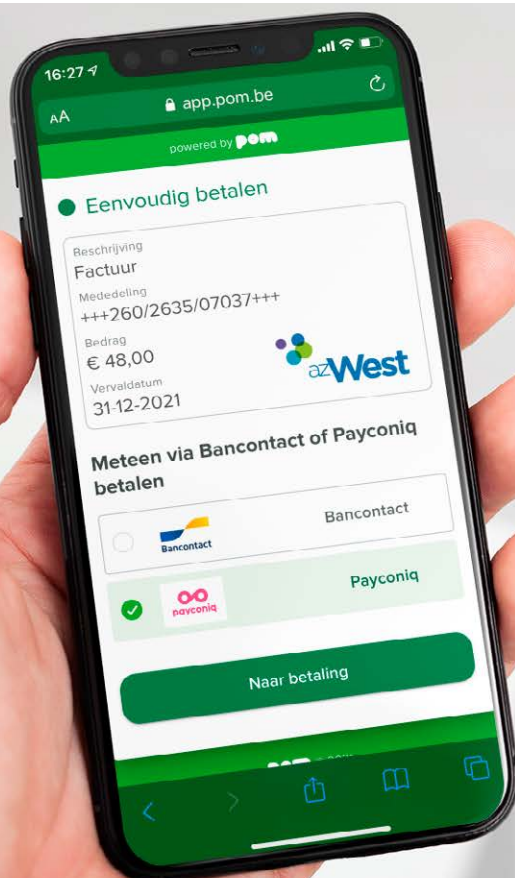 16:27
AA app.pom.be
powered by pom
Eenvoudig betalen
Beschrijving
Factuur
Mededeling
+++260/2635/07037+++
Bedrag
€ 48,00
Vervaldatum
31-12-2021
azWest
Meteen via Bancontact of Payconiq
betalen
Bancontact
Bancontact
payconiq
Payconiq
Naar betaling